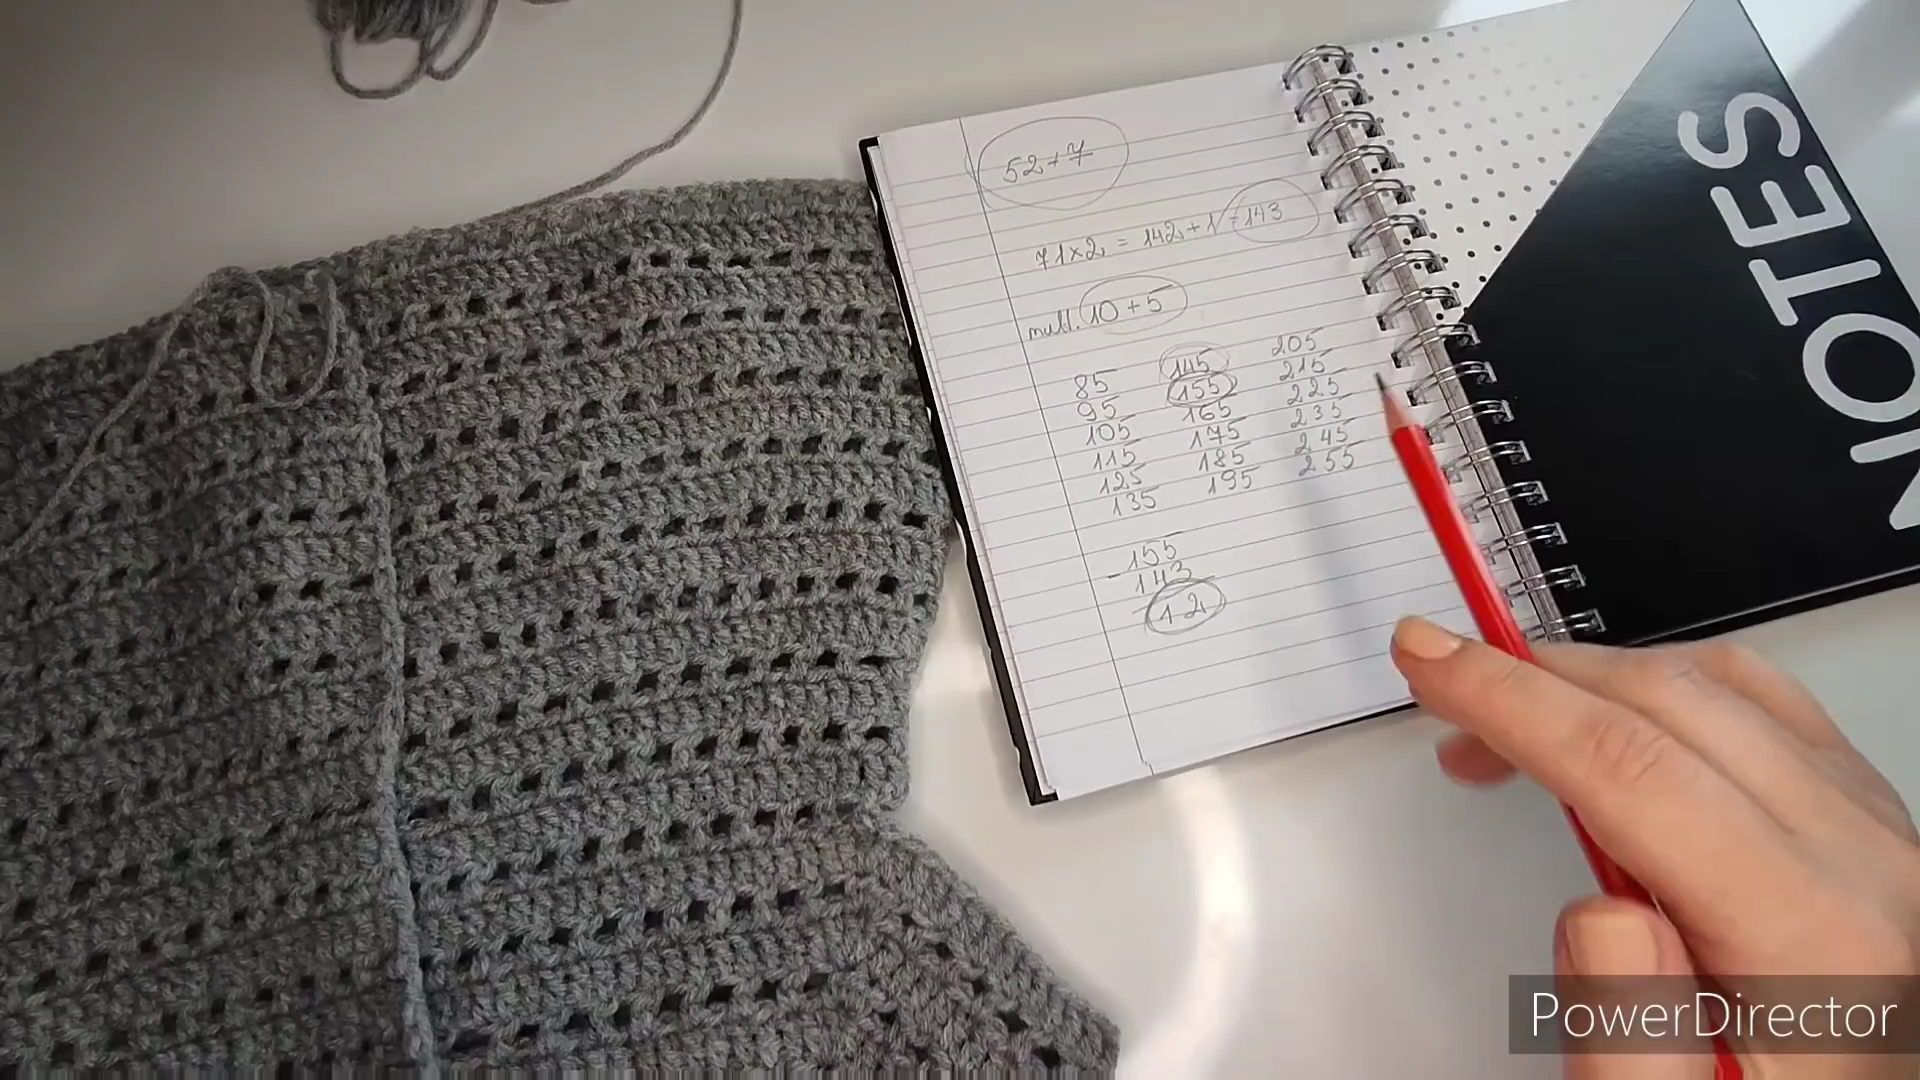 52+7
71x2 = 142+1 = 143
mult. 10+5
85 145 205
95 155 215
105 165 225
115 175 235
125 185 245
135 195 255
155
- 143
12
NOTES
PowerDirector